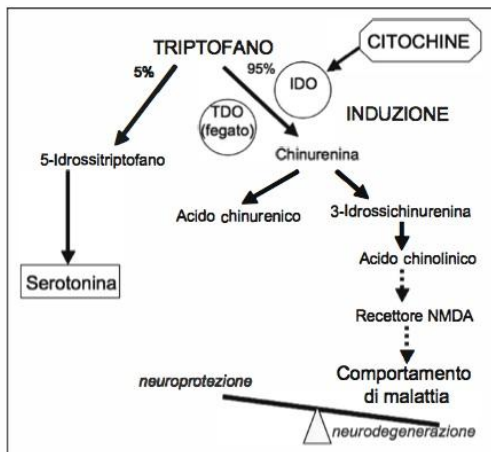 CITOCHINE
TRIPTOFANO
5%
95%
IDO
TDO
(fegato)
INDUZIONE
5-Idrossitriptofano
Chinurenina
Acido chinurenico
3-Idrossichinurenina
Acido chinolinico
Serotonina
Recettore NMDA
Comportamento
di malattia
neuroprotezione
neurodegenerazione